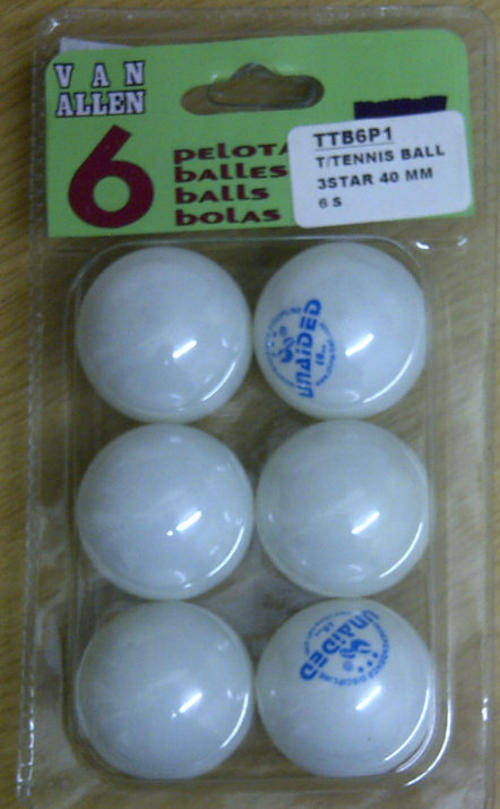 VAN
ALLEN
6
PELOTA
balles
balls
bolas
TTB6P1
T/TENNIS BALL
3STAR 40 MM
6 S
UNAiDED
UNAiDED